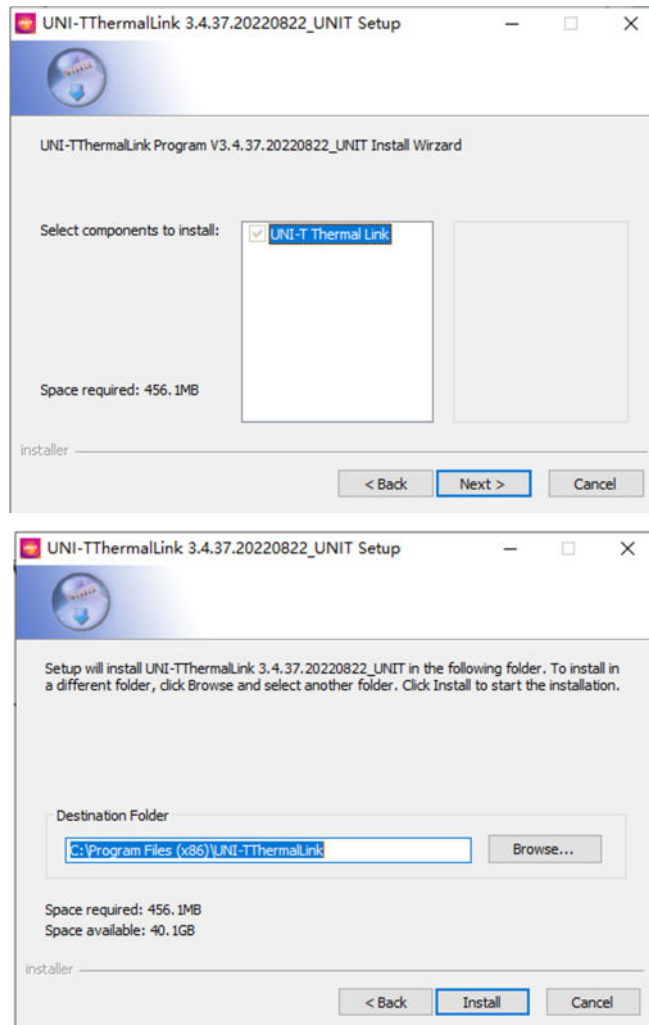 UNI-TThermalLink 3.4.37.20220822_UNIT Setup
UNI-TThermalLink Program V3.4.37.20220822_UNIT Install Wirzard
Select components to install:
UNI-T Thermal Link
Space required: 456.1MB
installer
< Back
Next >
Cancel
UNI-TThermalLink 3.4.37.20220822_UNIT Setup
Setup will install UNI-TThermalLink 3.4.37.20220822_UNIT in the following folder. To install in
a different folder, click Browse and select another folder. Click Install to start the installation.
Destination Folder
C:\Program Files (x86)\UNI-TThermalLink
Browse...
Space required: 456.1MB
Space available: 40.1GB
installer
< Back
Install
Cancel